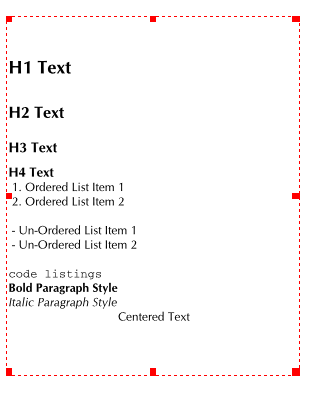 H1 Text
H2 Text
H3 Text
H4 Text
1. Ordered List Item 1
2. Ordered List Item 2
- Un-Ordered List Item 1
- Un-Ordered List Item 2
code listings
Bold Paragraph Style
Italic Paragraph Style
Centered Text